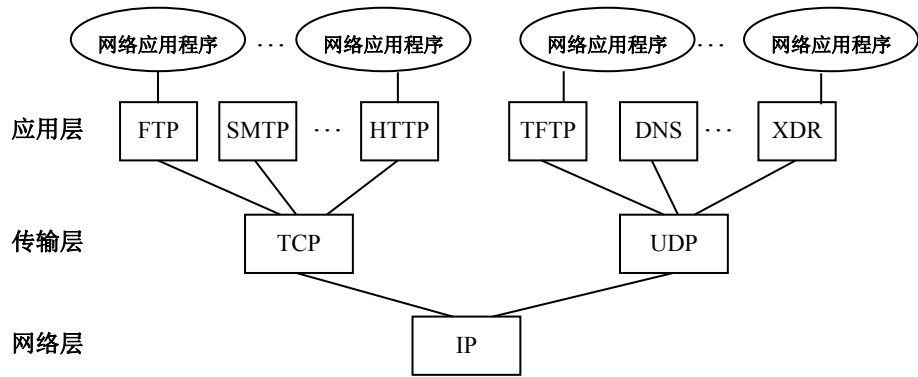 网络应用程序 ··· 网络应用程序 网络应用程序 ··· 网络应用程序
应用层 FTP SMTP ··· HTTP TFTP DNS ··· XDR
传输层 TCP UDP
网络层 IP